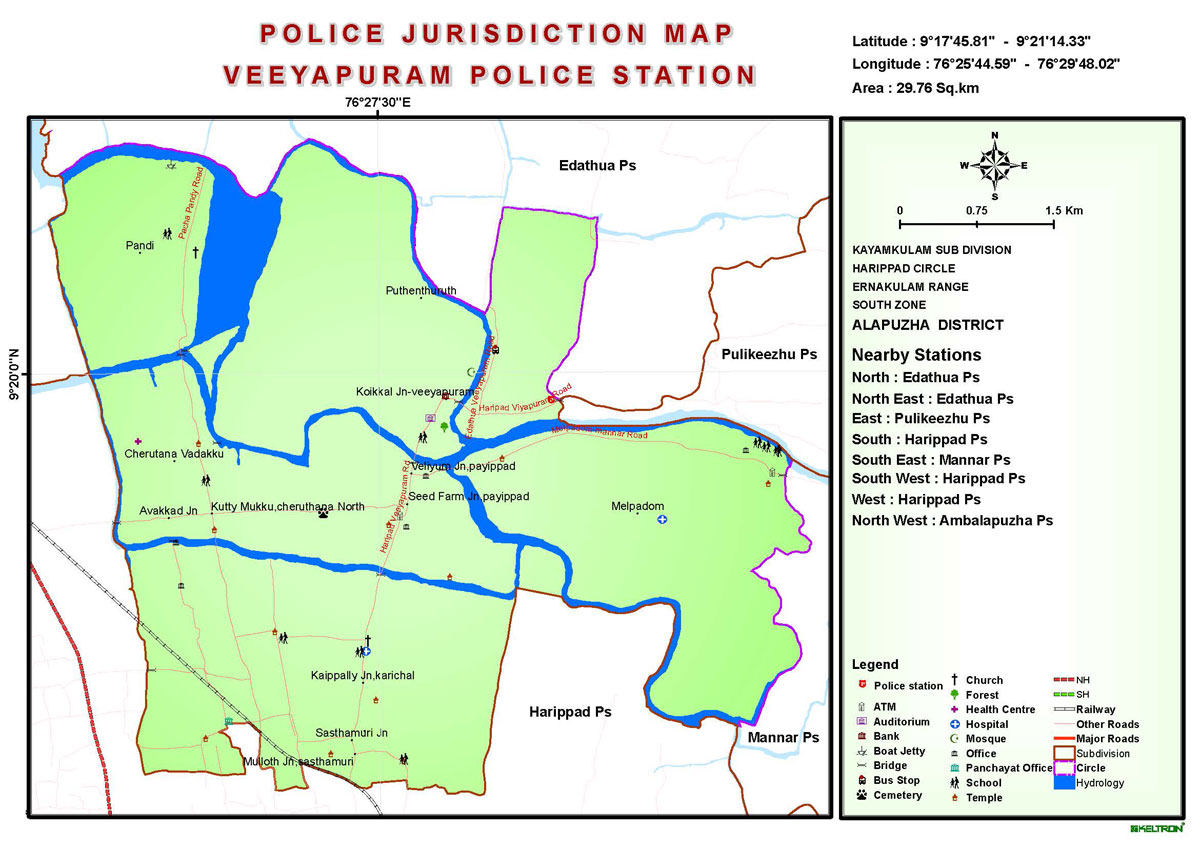 POLICE JURISDICTION MAP
VEEYAPURAM POLICE STATION
Latitude : 9°17'45.81" - 9°21'14.33"
Longitude : 76°25'44.59" - 76°29'48.02"
Area : 29.76 Sq.km
76°27'30"E
9°20'0"N
Edathua Ps
Pacha Pandy Road
Pandi
Puthenthuruth
Pulikeezhu Ps
Edathua Veeyapuram Road
Koikkal Jn-veeyapuram
Haripad Viyapuram Road
Melpadom mannar Road
Cherutana Vadakku
Veliyum Jn,payippad
Haripad Veeyapuram Rd
Seed Farm Jn,payippad
Avakkad Jn
Kutty Mukku,cheruthana North
Melpadom
Kaippally Jn,karichal
Harippad Ps
Sasthamuri Jn
Mannar Ps
Mulloth Jn,sasthamuri
N
W
E
S
0
0.75
1.5 Km
KAYAMKULAM SUB DIVISION
HARIPPAD CIRCLE
ERNAKULAM RANGE
SOUTH ZONE
ALAPUZHA DISTRICT
Nearby Stations
North : Edathua Ps
North East : Edathua Ps
East : Pulikeezhu Ps
South : Harippad Ps
South East : Mannar Ps
South West : Harippad Ps
West : Harippad Ps
North West : Ambalapuzha Ps
Legend
Police station
ATM
Auditorium
Bank
Boat Jetty
Bridge
Bus Stop
Cemetery
Church
Forest
Health Centre
Hospital
Mosque
Office
Panchayat Office
School
Temple
NH
SH
Railway
Other Roads
Major Roads
Subdivision
Circle
Hydrology
KELTRON